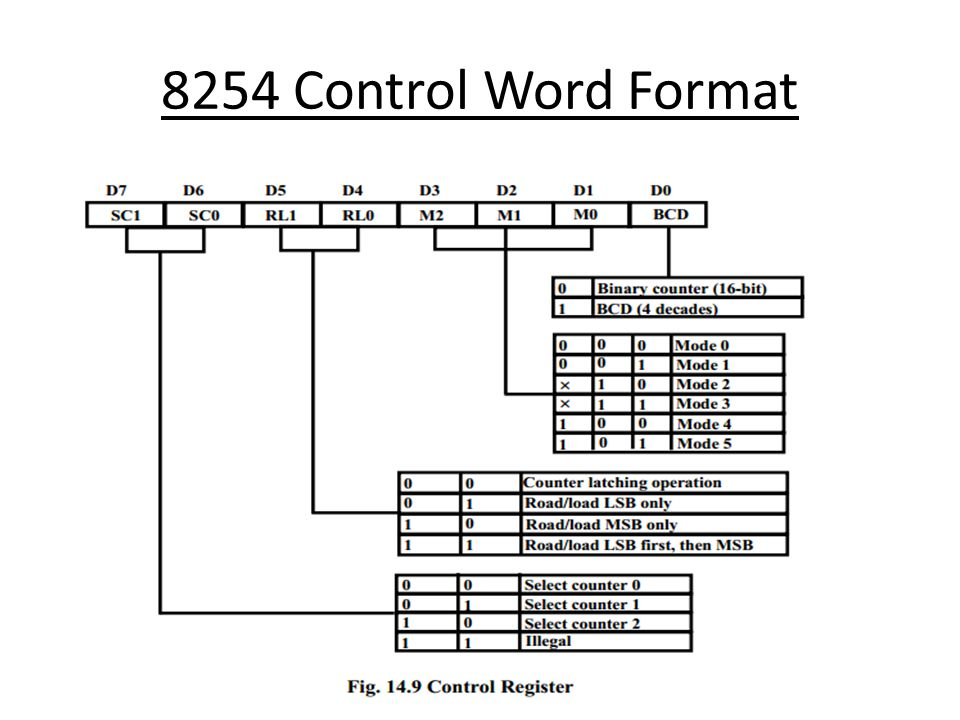 8254 Control Word Format
D7 D6 D5 D4 D3 D2 D1 D0
SC1 SC0 RL1 RL0 M2 M1 M0 BCD
0 Binary counter (16-bit)
1 BCD (4 decades)
0 0 0 Mode 0
0 0 1 Mode 1
× 1 0 Mode 2
× 1 1 Mode 3
1 0 0 Mode 4
1 0 1 Mode 5
0 0 Counter latching operation
0 1 Road/load LSB only
1 0 Road/load MSB only
1 1 Road/load LSB first, then MSB
0 0 Select counter 0
0 1 Select counter 1
1 0 Select counter 2
1 1 Illegal
Fig. 14.9 Control Register